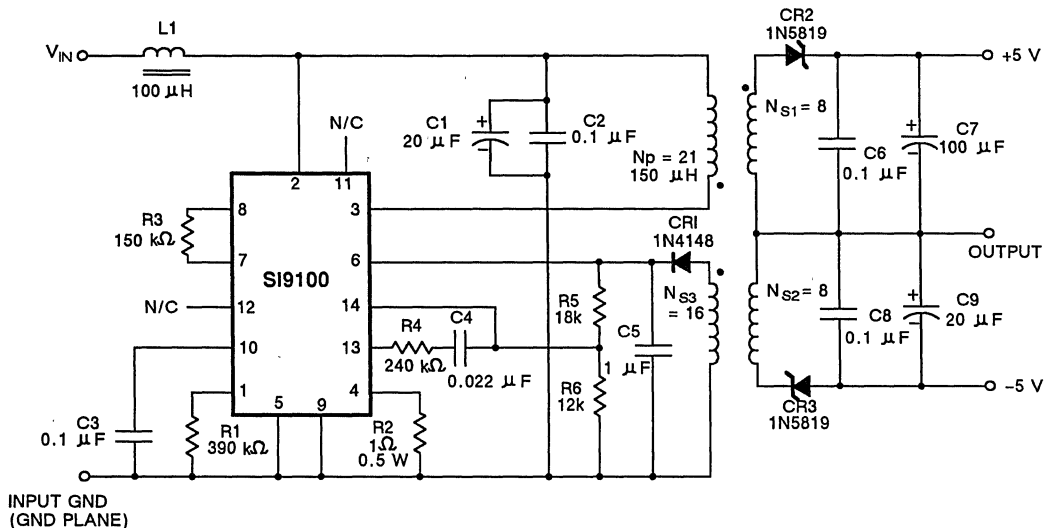 L1
V_IN
100 μH
CR2
1N5819
+5 V
N/C
C1
20 μF
+
−
C2
0.1 μF
Np = 21
150 μH
N_S1 = 8
C6
0.1 μF
+
−
C7
100 μF
2
11
8
3
R3
150 kΩ
7
6
SI9100
CR1
1N4148
OUTPUT
N/C
12
14
R5
18k
N_S3
= 16
N_S2 = 8
C8
0.1 μF
+
−
C9
20 μF
10
13
R4
240 kΩ
C4
0.022 μF
C5
1 μF
1
4
5
9
R6
12k
−5 V
CR3
1N5819
C3
0.1 μF
R1
390 kΩ
R2
1Ω
0.5 W
INPUT GND
(GND PLANE)